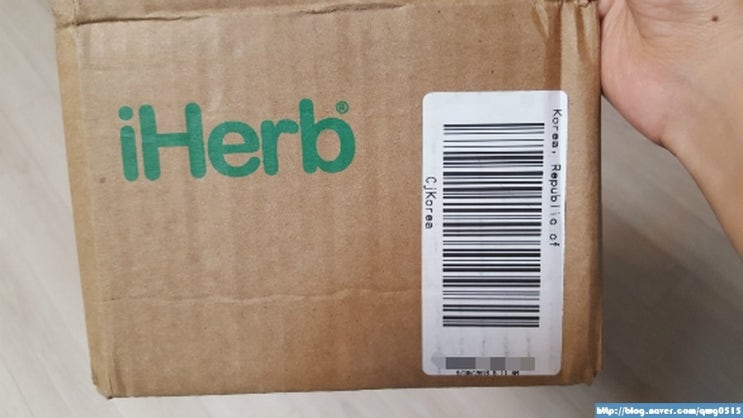 iHerb®
Korea, Republic of
CjKorea
http://blog.naver.com/qmg0515